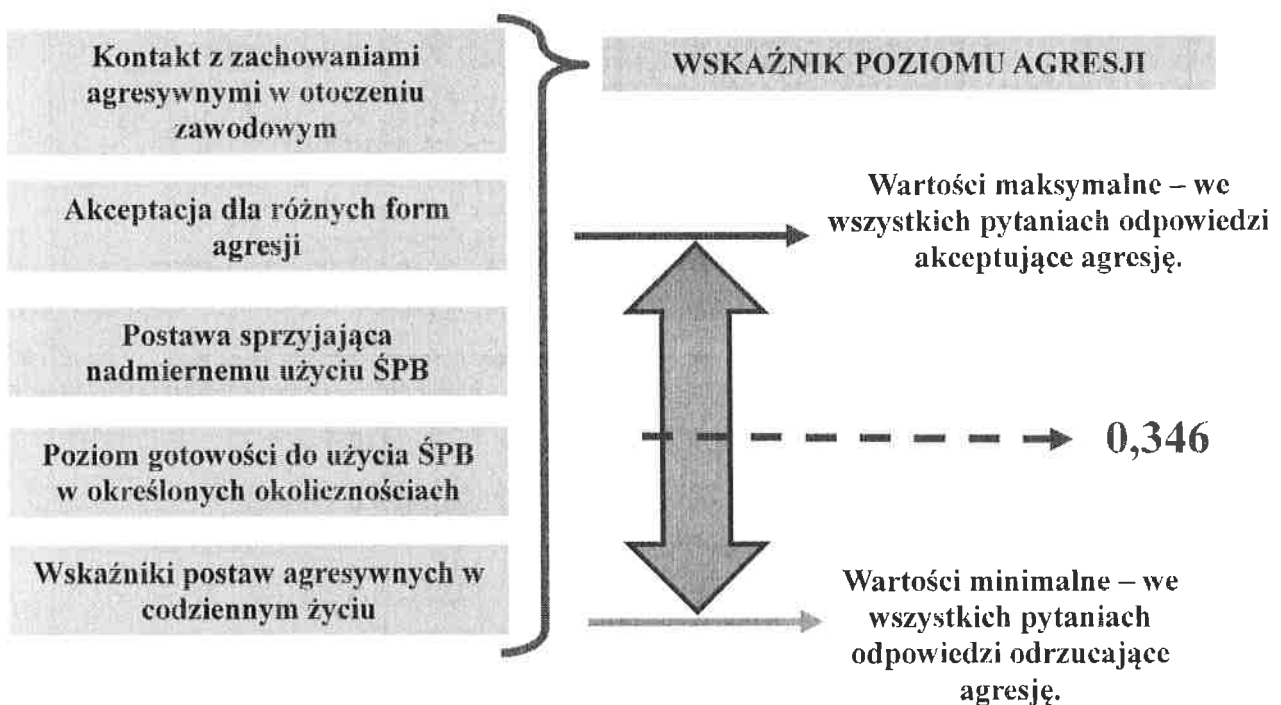 Kontakt z zachowaniami
agresywnymi w otoczeniu
zawodowym
Akceptacja dla różnych form
agresji
Postawa sprzyjająca
nadmiernemu użyciu ŚPB
Poziom gotowości do użycia ŚPB
w określonych okolicznościach
Wskaźniki postaw agresywnych w
codziennym życiu
WSKAŹNIK POZIOMU AGRESJI
Wartości maksymalne – we
wszystkich pytaniach odpowiedzi
akceptujące agresję.
0,346
Wartości minimalne – we
wszystkich pytaniach
odpowiedzi odrzucające
agresję.